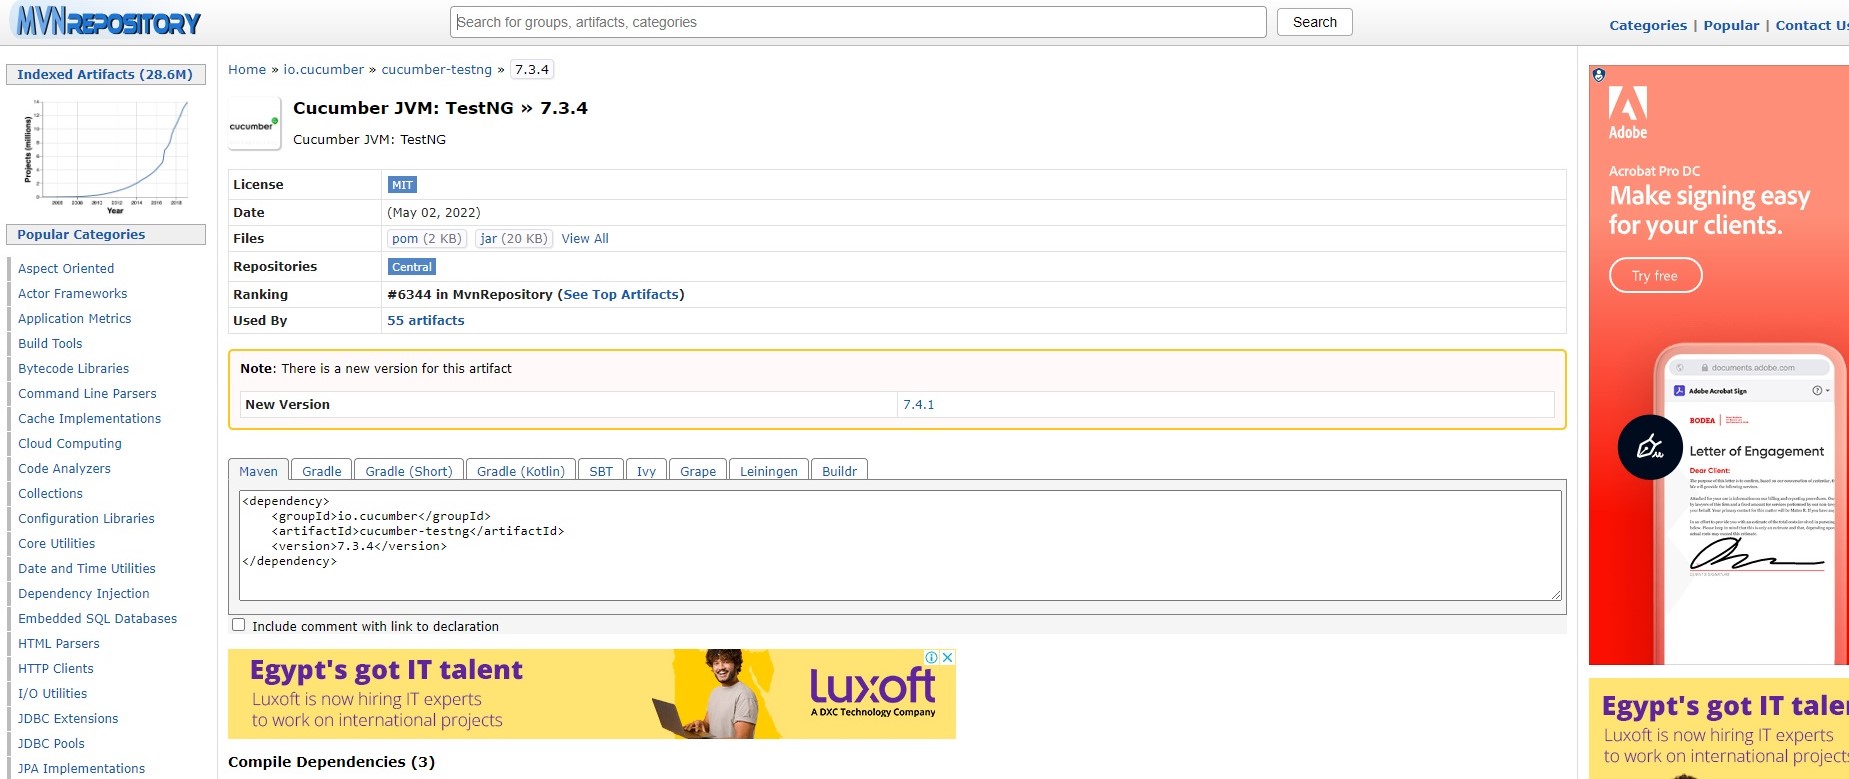 MVNREPOSITORY
Search for groups, artifacts, categories
Search
Categories | Popular | Contact Us
Indexed Artifacts (28.6M)
Projects (millions)
Year
Popular Categories
Aspect Oriented
Actor Frameworks
Application Metrics
Build Tools
Bytecode Libraries
Command Line Parsers
Cache Implementations
Cloud Computing
Code Analyzers
Collections
Configuration Libraries
Core Utilities
Date and Time Utilities
Dependency Injection
Embedded SQL Databases
HTML Parsers
HTTP Clients
I/O Utilities
JDBC Extensions
JDBC Pools
JPA Implementations
Home » io.cucumber » cucumber-testng » 7.3.4
cucumber
Cucumber JVM: TestNG » 7.3.4
Cucumber JVM: TestNG
License MIT
Date (May 02, 2022)
Files pom (2 KB) jar (20 KB) View All
Repositories Central
Ranking #6344 in MvnRepository (See Top Artifacts)
Used By 55 artifacts
Note: There is a new version for this artifact
New Version 7.4.1
Maven Gradle Gradle (Short) Gradle (Kotlin) SBT Ivy Grape Leiningen Buildr
<dependency>
<groupId>io.cucumber</groupId>
<artifactId>cucumber-testng</artifactId>
<version>7.3.4</version>
</dependency>
Include comment with link to declaration
Egypt's got IT talent
Luxoft is now hiring IT experts
to work on international projects
Luxoft
A DXC Technology Company
Compile Dependencies (3)
Adobe
Acrobat Pro DC
Make signing easy
for your clients.
Try free
documents.adobe.com
Adobe Acrobat Sign
BODEA
Letter of Engagement
Dear Client:
Egypt's got IT tale
Luxoft is now hiring IT experts
to work on international projects